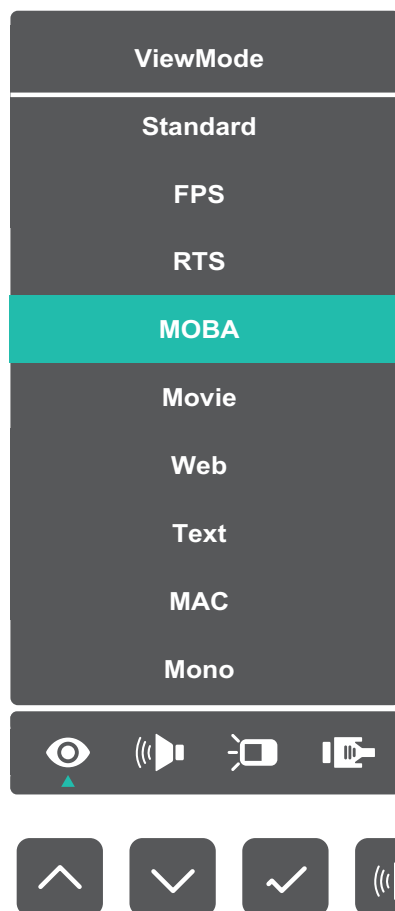 ViewMode
Standard
FPS
RTS
MOBA
Movie
Web
Text
MAC
Mono